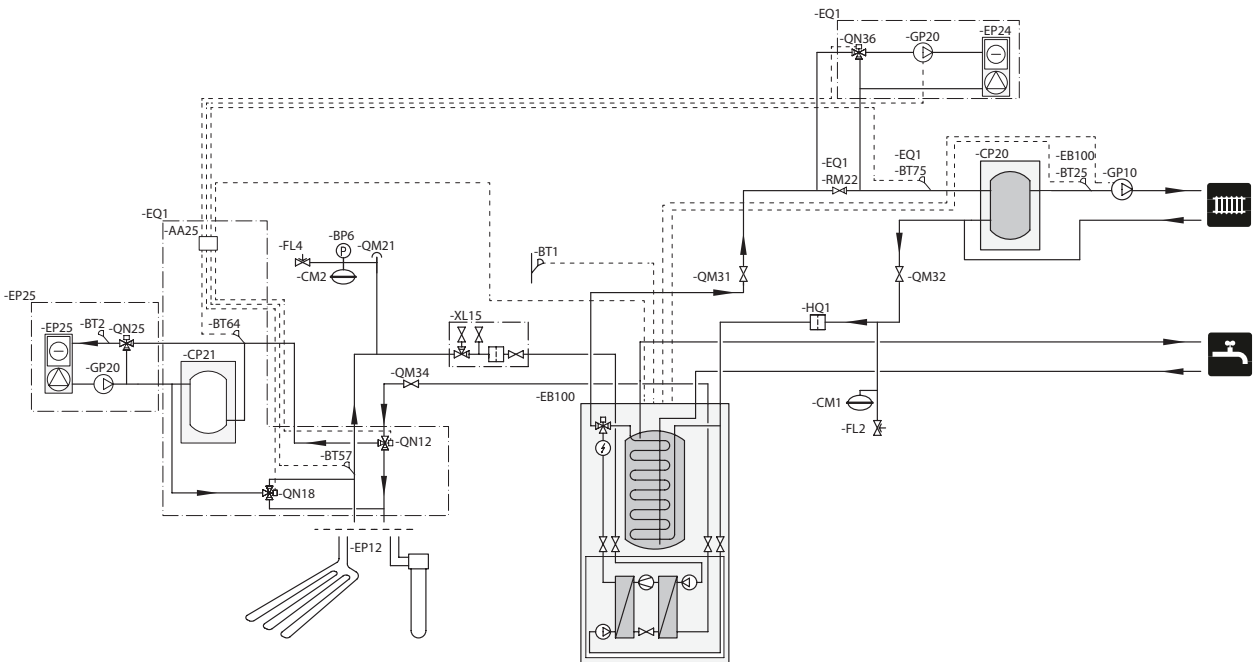 -EQ1
-QN36
-GP20
-EP24
-EQ1
-RM22
-EQ1
-BT75
-CP20
-EB100
-BT25
-GP10
-EQ1
-AA25
-FL4
-BP6
P
-QM21
-CM2
-BT1
-QM31
-QM32
-EP25
-EP25
-BT2
-QN25
-BT64
-XL15
-HQ1
-GP20
-CP21
-QM34
-EB100
-CM1
-FL2
-QN12
-BT57
-QN18
-EP12